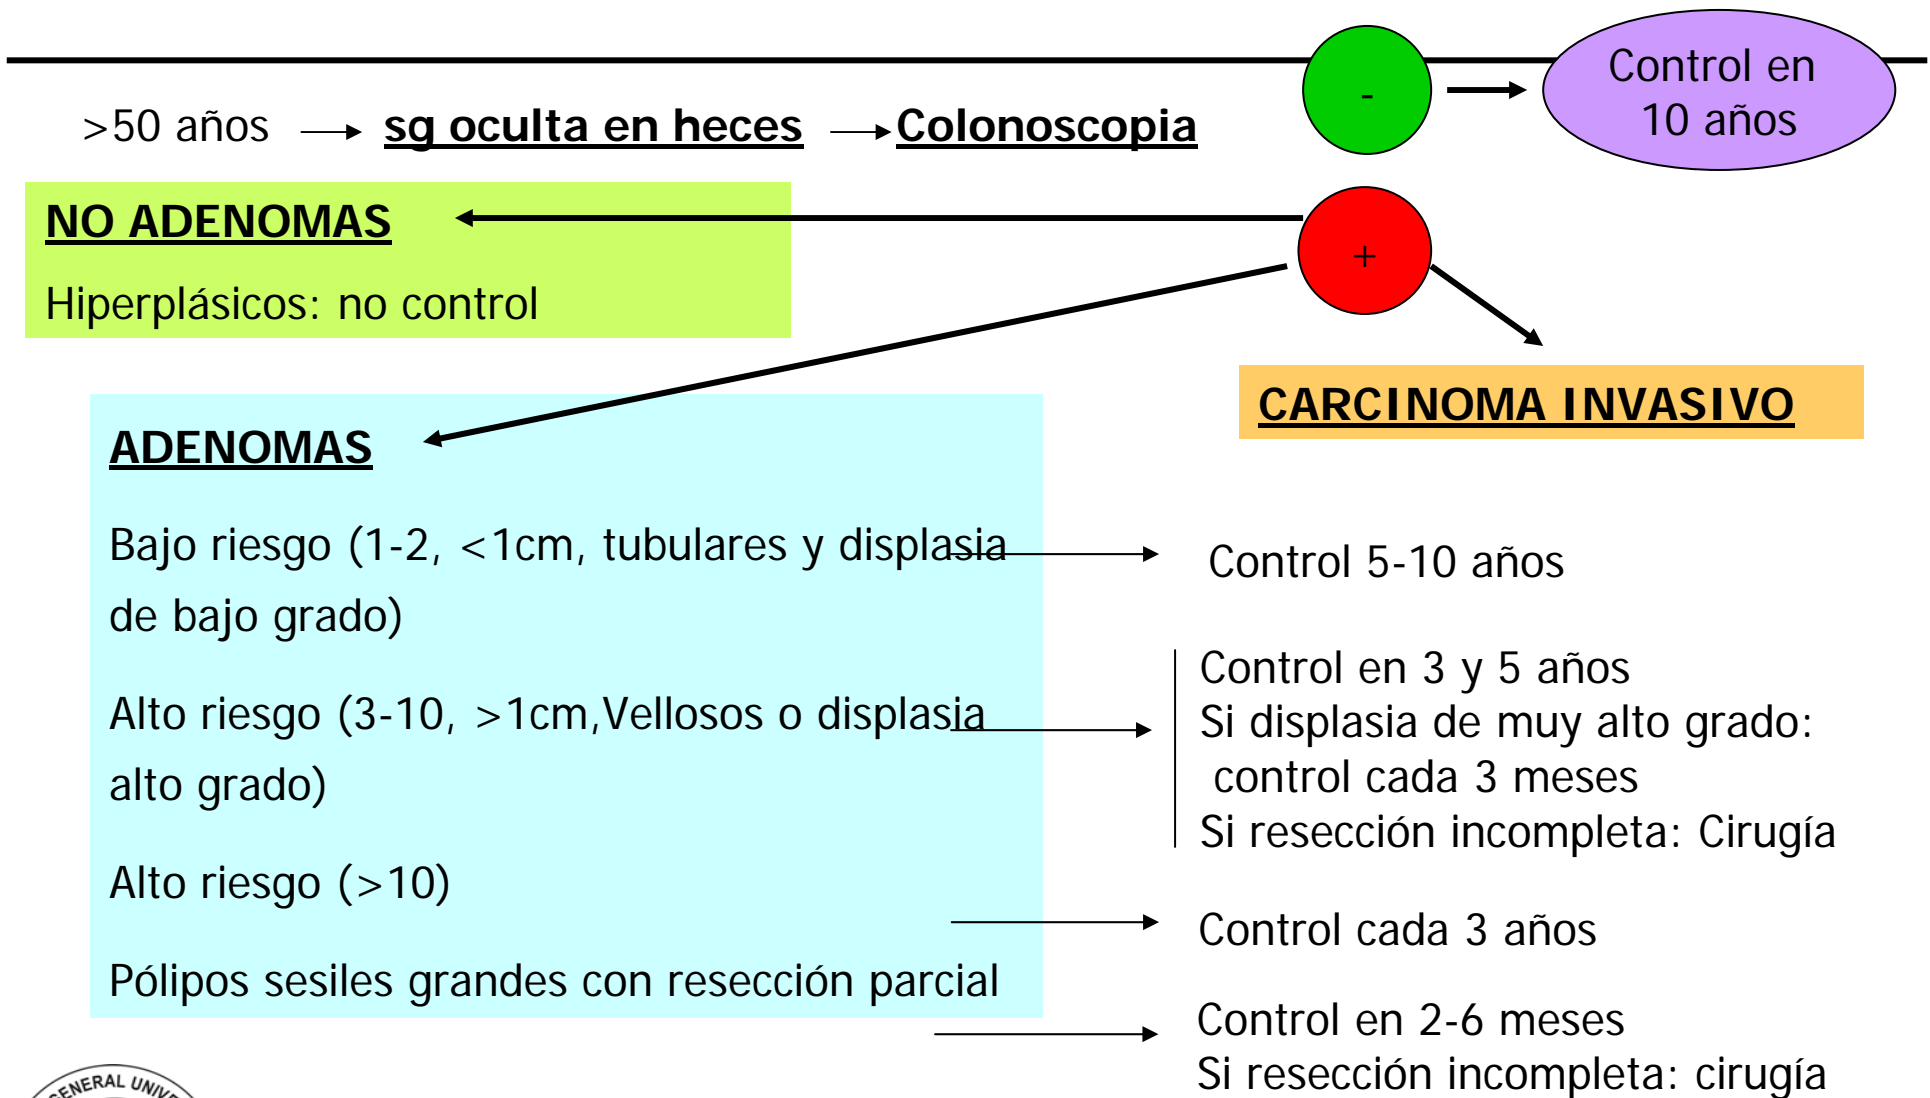 Control en
10 años
-
>50 años sg oculta en heces Colonoscopia
NO ADENOMAS
+
Hiperplásicos: no control
CARCINOMA INVASIVO
ADENOMAS
Bajo riesgo (1-2, <1cm, tubulares y displasia
de bajo grado)
Control 5-10 años
Alto riesgo (3-10, >1cm,Vellosos o displasia
alto grado)
Control en 3 y 5 años
Si displasia de muy alto grado:
control cada 3 meses
Si resección incompleta: Cirugía
Alto riesgo (>10)
Control cada 3 años
Pólipos sesiles grandes con resección parcial
Control en 2-6 meses
Si resección incompleta: cirugía
GENERAL